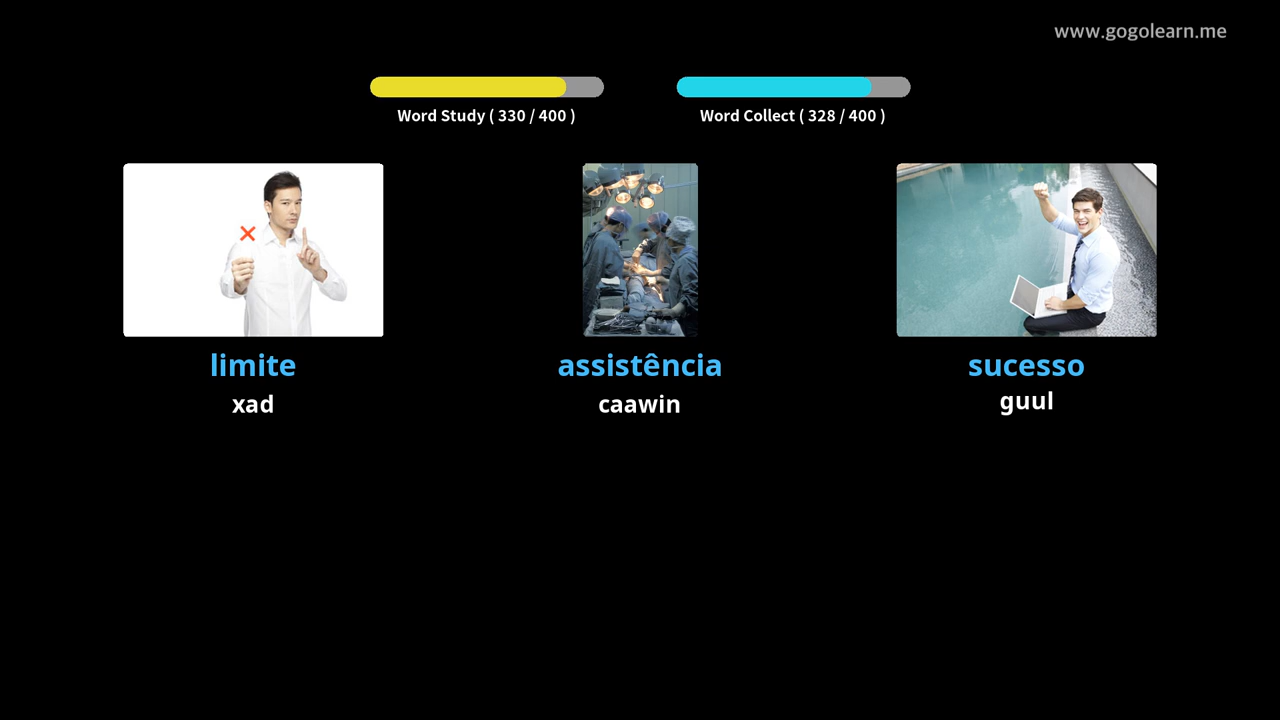 www.gogolearn.me
Word Study ( 330 / 400 )
Word Collect ( 328 / 400 )
limite
xad
assistência
caawin
sucesso
guul